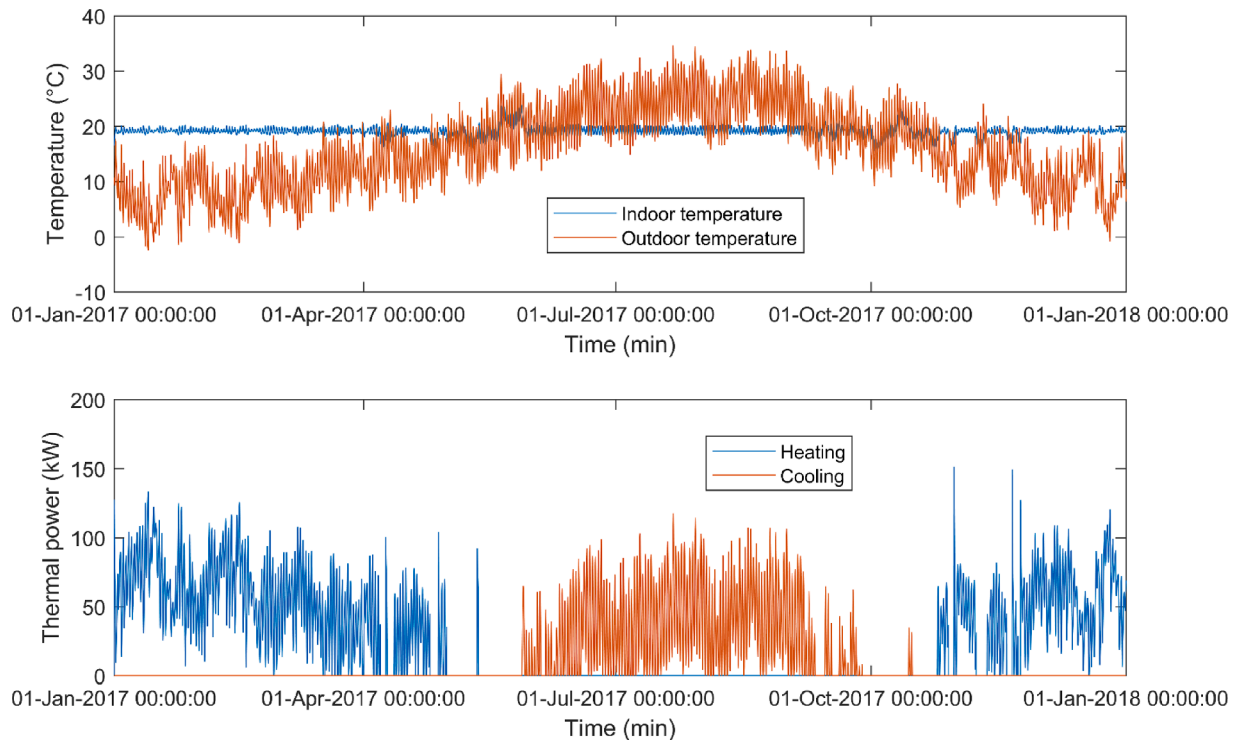 40
30
20
10
0
-10
Temperature (°C)
Indoor temperature
Outdoor temperature
01-Jan-2017 00:00:00 01-Apr-2017 00:00:00 01-Jul-2017 00:00:00 01-Oct-2017 00:00:00 01-Jan-2018 00:00:00
Time (min)
200
150
100
50
0
Thermal power (kW)
Heating
Cooling
01-Jan-2017 00:00:00 01-Apr-2017 00:00:00 01-Jul-2017 00:00:00 01-Oct-2017 00:00:00 01-Jan-2018 00:00:00
Time (min)